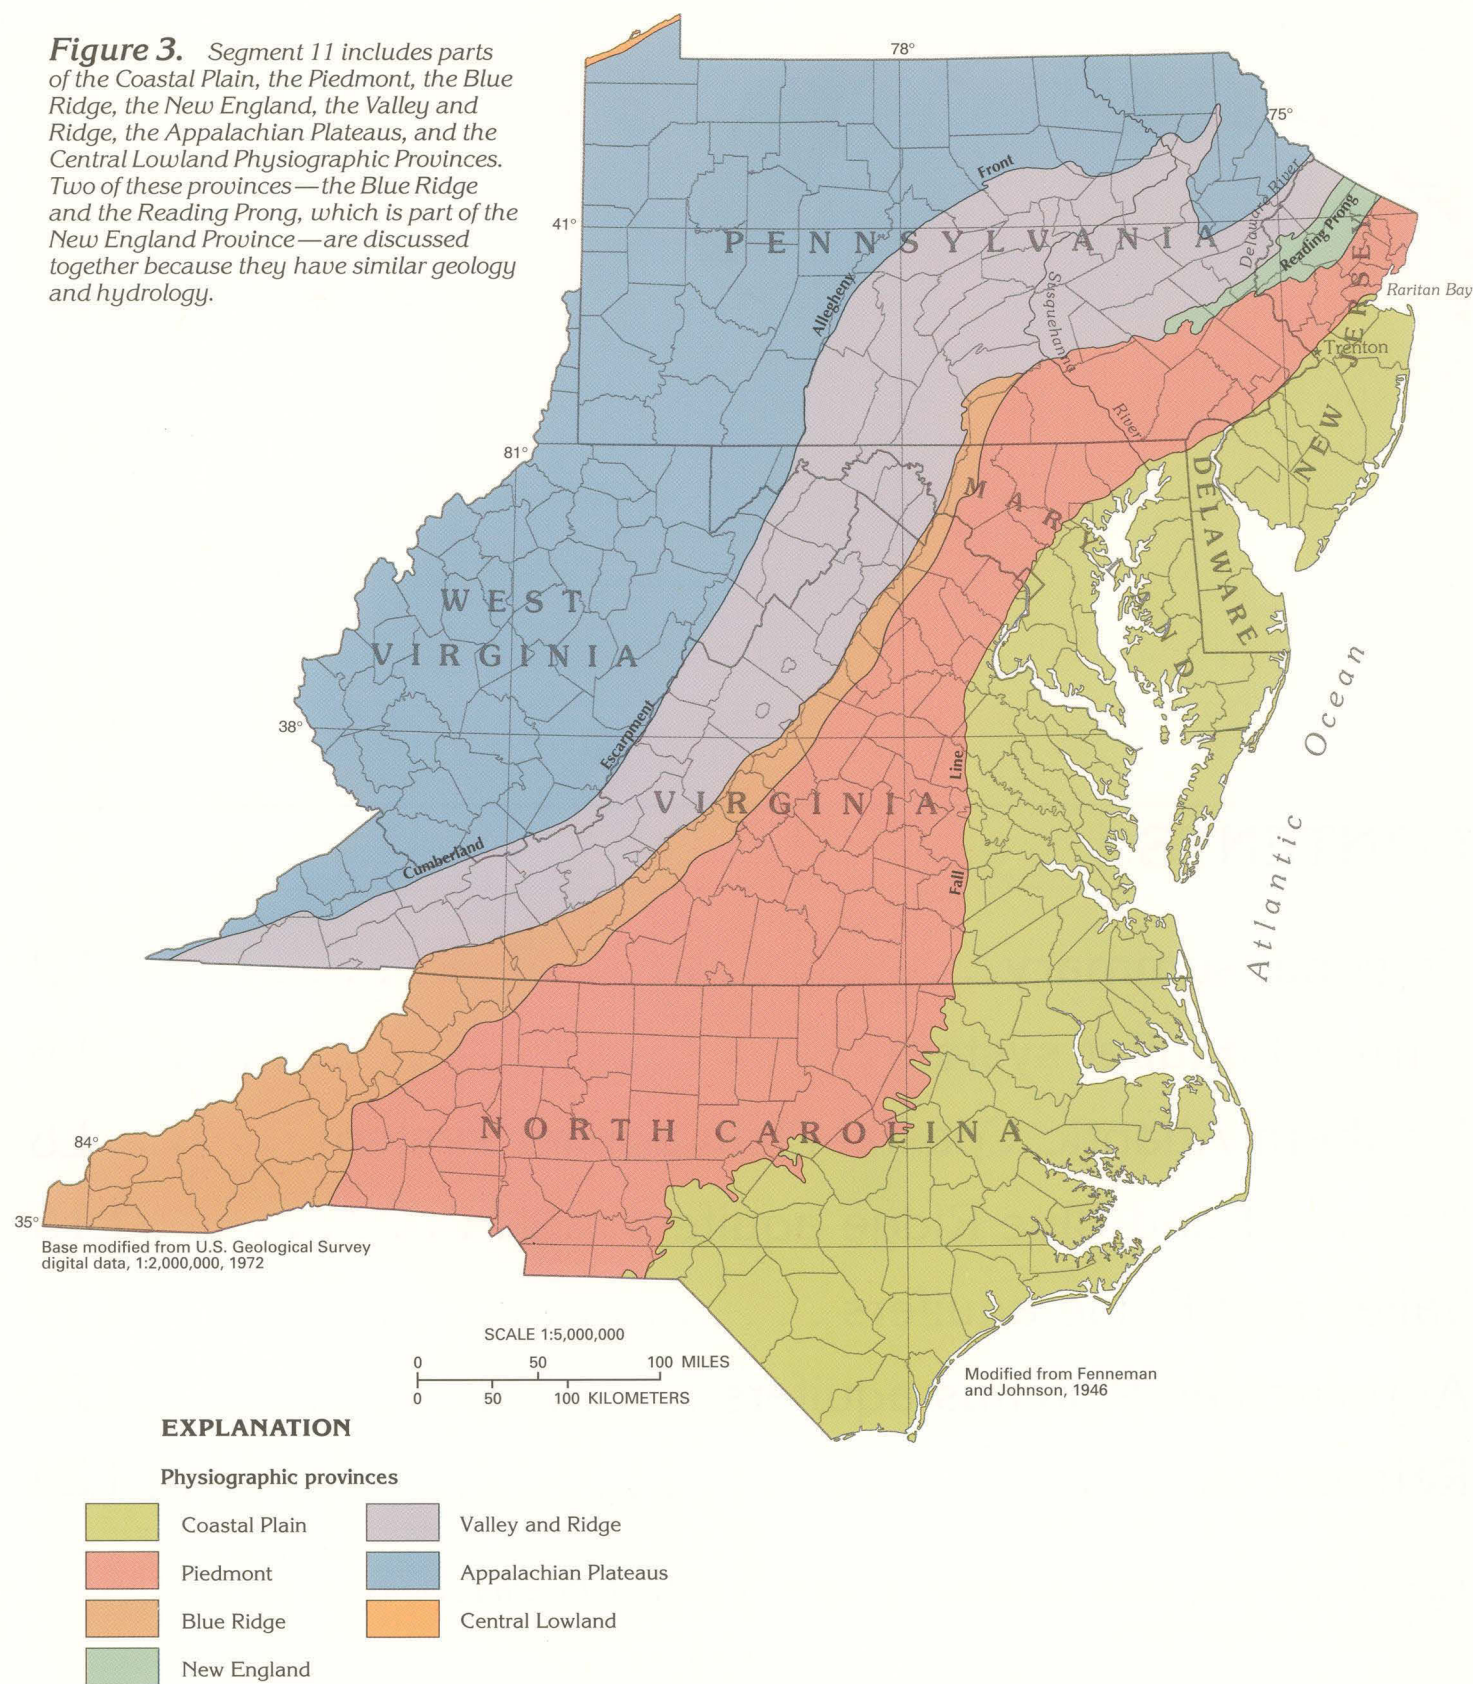 Figure 3. Segment 11 includes parts
of the Coastal Plain, the Piedmont, the Blue
Ridge, the New England, the Valley and
Ridge, the Appalachian Plateaus, and the
Central Lowland Physiographic Provinces.
Two of these provinces—the Blue Ridge
and the Reading Prong, which is part of the
New England Province—are discussed
together because they have similar geology
and hydrology.
78°
75°
Front
Delaware River
41°
PENNSYLVANIA
Reading Prong
Allegheny
Susquehanna
River
Raritan Bay
Trenton
NEW JERSEY
81°
MARYLAND
DELAWARE
WEST
VIRGINIA
38°
Escarpment
Line
VIRGINIA
Cumberland
Fall
Atlantic Ocean
NORTH CAROLINA
84°
35°
Base modified from U.S. Geological Survey
digital data, 1:2,000,000, 1972
SCALE 1:5,000,000
0 50 100 MILES
0 50 100 KILOMETERS
Modified from Fenneman
and Johnson, 1946
EXPLANATION
Physiographic provinces
Coastal Plain
Valley and Ridge
Piedmont
Appalachian Plateaus
Blue Ridge
Central Lowland
New England